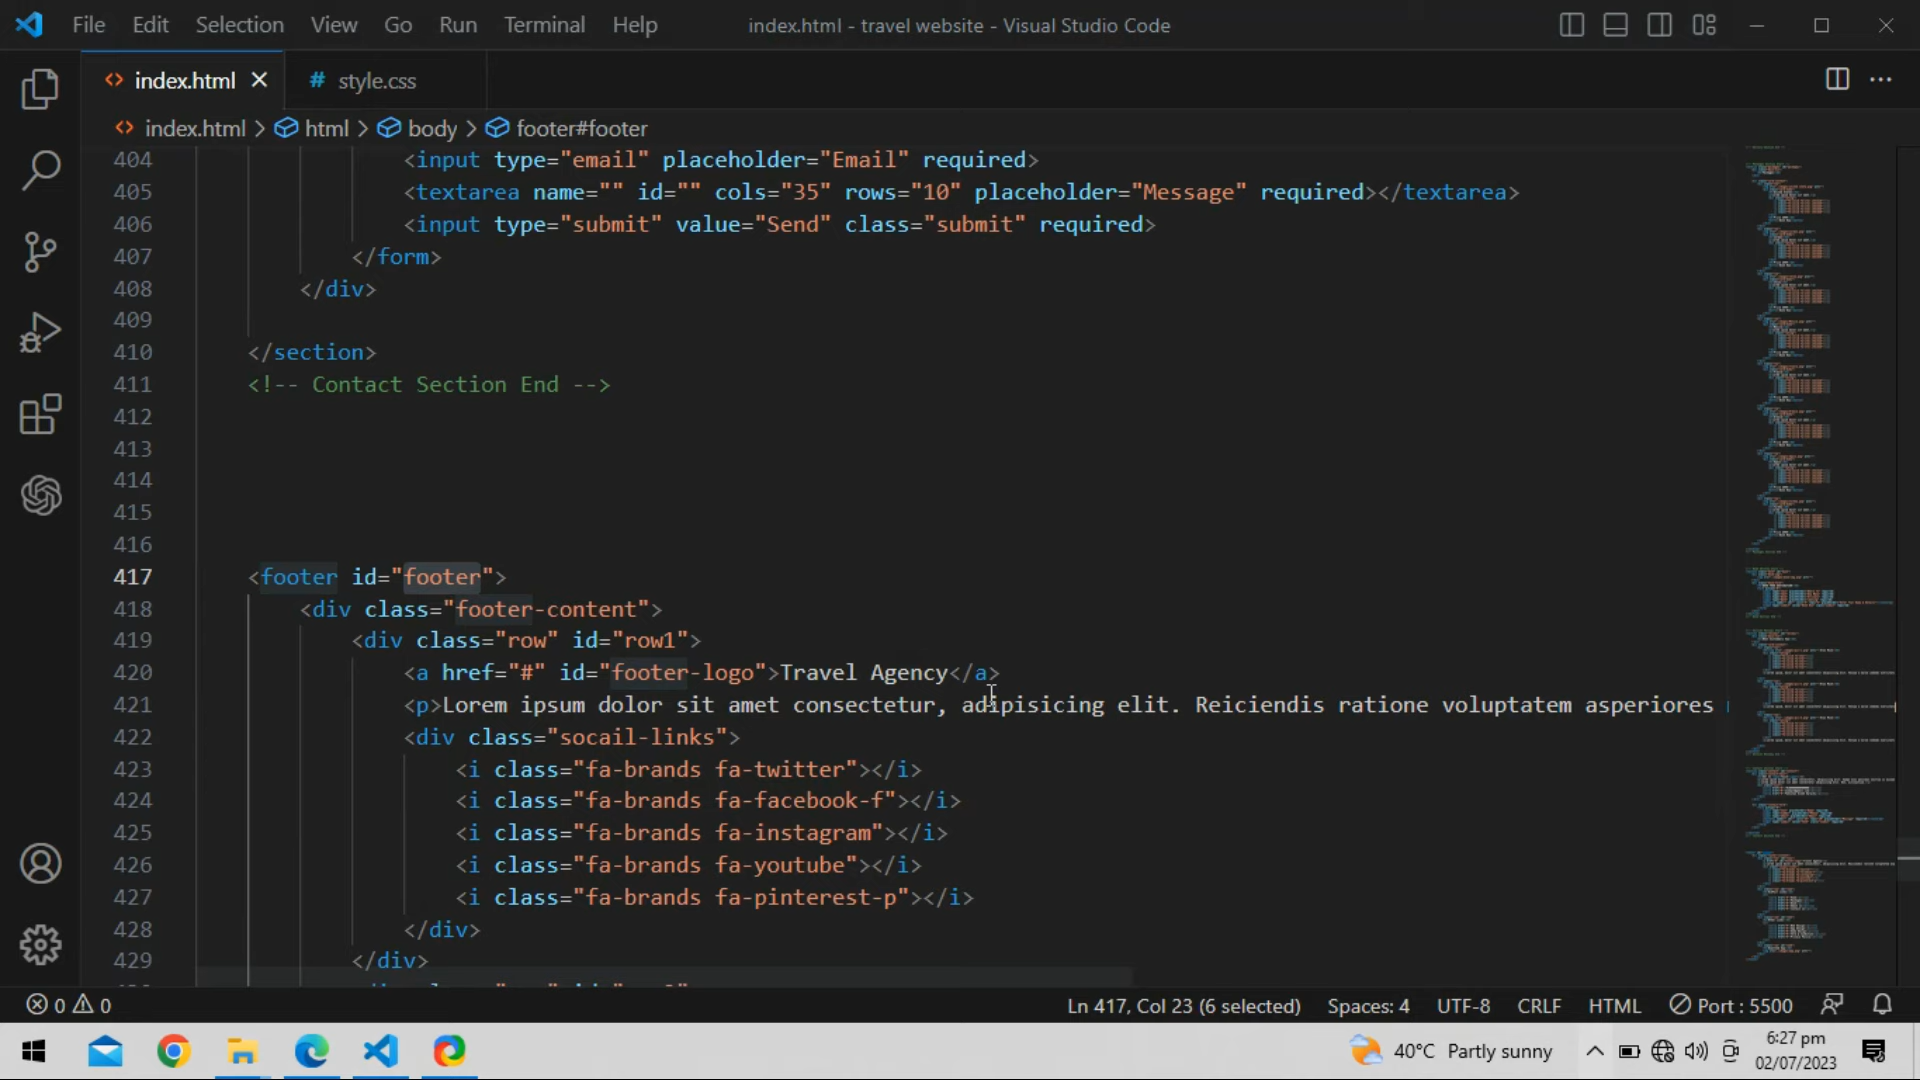 File Edit Selection View Go Run Terminal Help index.html - travel website - Visual Studio Code
index.html style.css
index.html > html > body > footer#footer
404 <input type="email" placeholder="Email" required>
405 <textarea name="" id="" cols="35" rows="10" placeholder="Message" required></textarea>
406 <input type="submit" value="Send" class="submit" required>
407 </form>
408 </div>
409
410 </section>
411 <!-- Contact Section End -->
412
413
414
415
416
417 <footer id="footer">
418 <div class="footer-content">
419 <div class="row" id="row1">
420 <a href="#" id="footer-logo">Travel Agency</a>
421 <p>Lorem ipsum dolor sit amet consectetur, adipisicing elit. Reiciendis ratione voluptatem asperiores
422 <div class="socail-links">
423 <i class="fa-brands fa-twitter"></i>
424 <i class="fa-brands fa-facebook-f"></i>
425 <i class="fa-brands fa-instagram"></i>
426 <i class="fa-brands fa-youtube"></i>
427 <i class="fa-brands fa-pinterest-p"></i>
428 </div>
429 </div>
0 0 Ln 417, Col 23 (6 selected) Spaces: 4 UTF-8 CRLF HTML Port : 5500
40°C Partly sunny 6:27 pm
02/07/2023